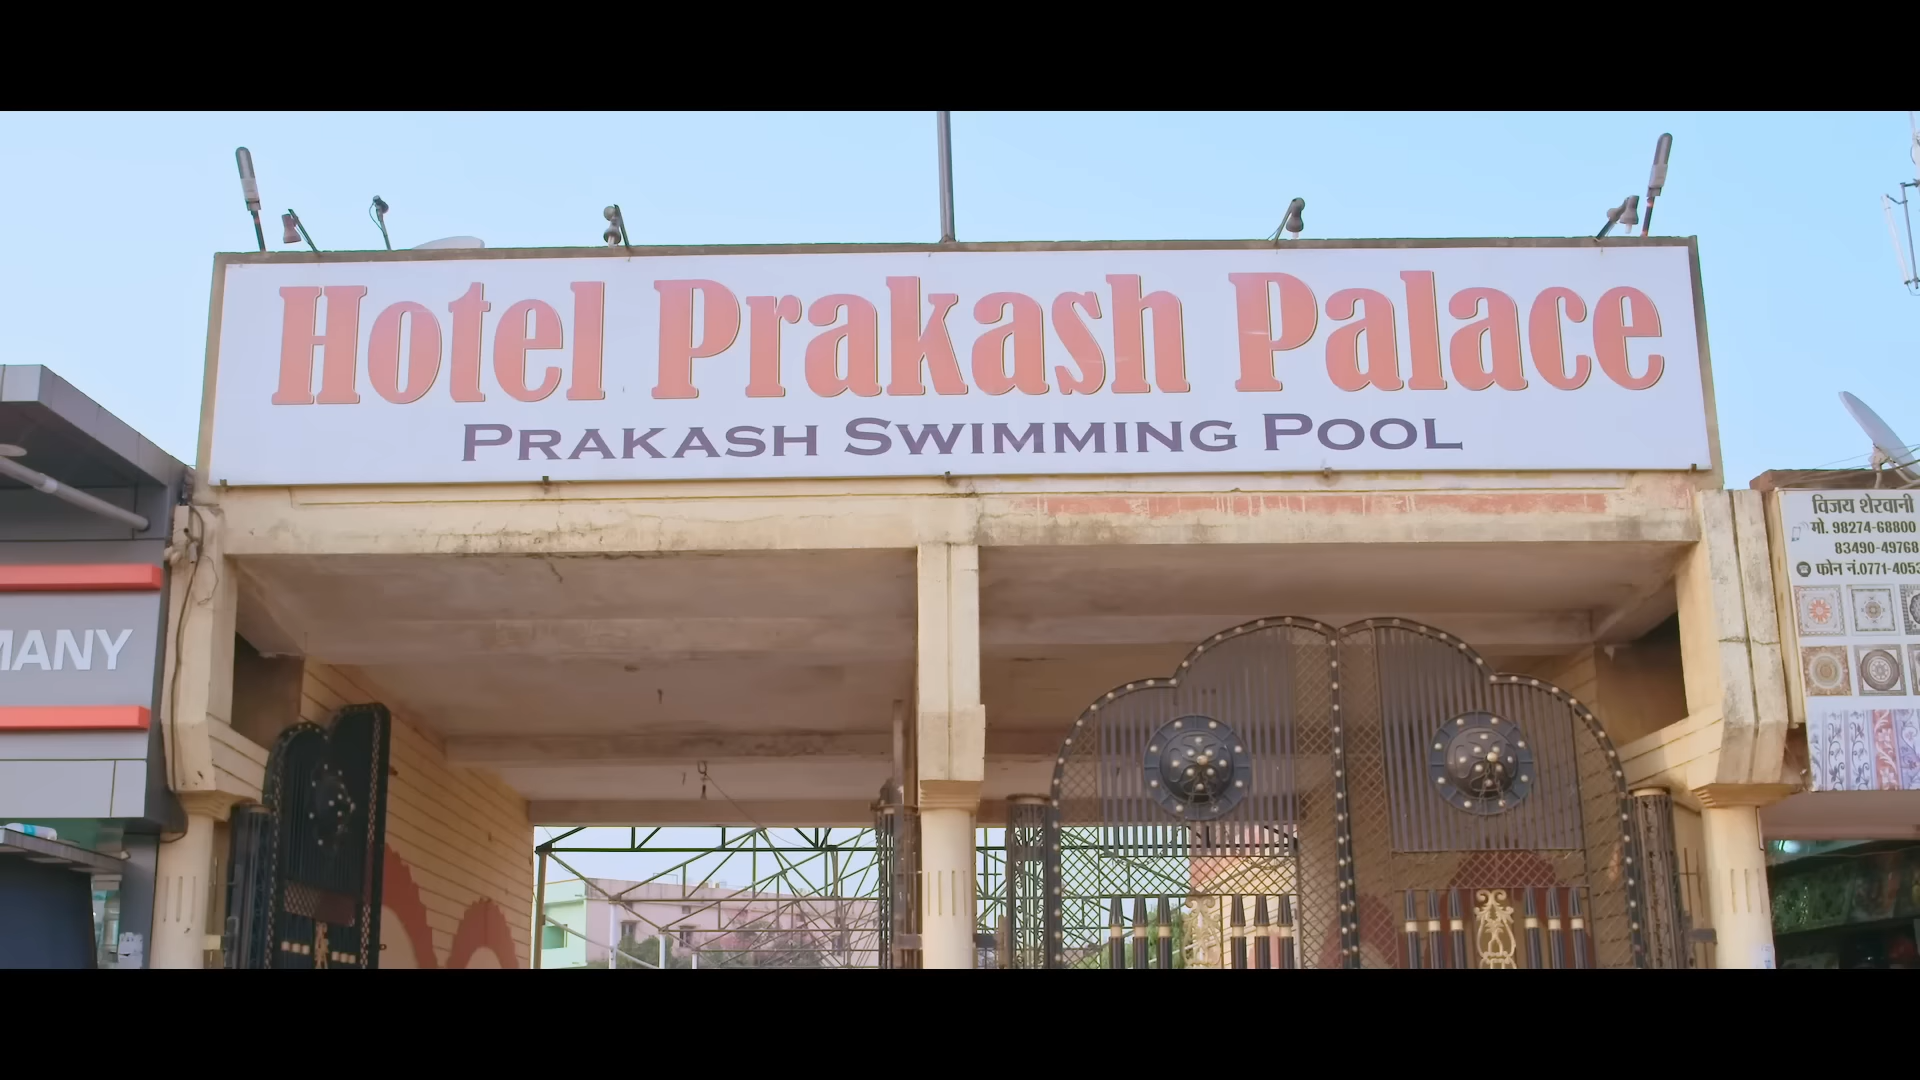 Hotel Prakash Palace
PRAKASH SWIMMING POOL
MANY
विजय शेरवानी
मो. 98274-68800
83490-49768
फोन नं.0771-4053